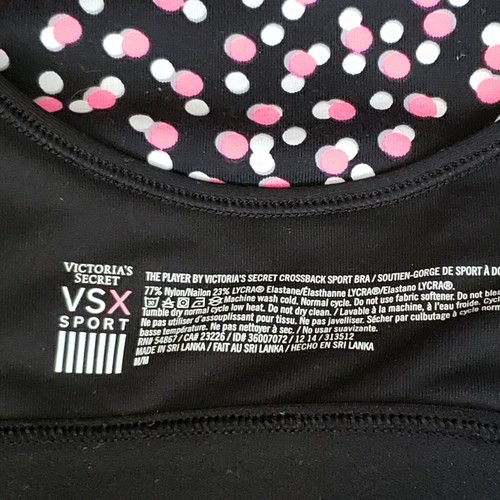 VICTORIA'S
SECRET
VSX
SPORT
THE PLAYER BY VICTORIA'S SECRET CROSSBACK SPORT BRA / SOUTIEN-GORGE DE SPORT À DO
77% Nylon/Nailon 23% LYCRA® Elastane/Élasthanne LYCRA®/Elastano LYCRA®.
Machine wash cold. Normal cycle. Do not use fabric softener. Do not blea
Tumble dry normal cycle low heat. Do not dry clean. / Lavable à la machine, à l'eau froide. Cycl
Ne pas utiliser d'assouplissant pour tissu. Ne pas javelliser. Sécher par culbutage à cycle norm
basse température. Ne pas nettoyer à sec. / No usar suavizante.
RN# 54867 / CA# 23226 / ID# 36007072 / 12 14 / 313512
MADE IN SRI LANKA / FAIT AU SRI LANKA / HECHO EN SRI LANKA
M/M